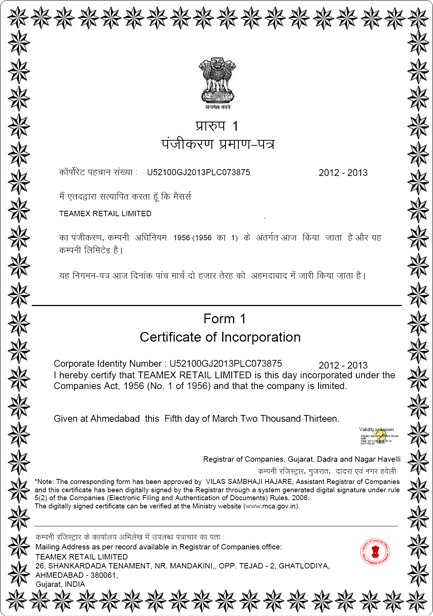 सत्यमेव जयते
प्रारुप 1
पंजीकरण प्रमाण-पत्र
कॉर्पोरेट पहचान संख्या : U52100GJ2013PLC073875 2012 - 2013
मैं एतदद्वारा सत्यापित करता हूँ कि मैसर्स
TEAMEX RETAIL LIMITED
का पंजीकरण, कम्पनी अधिनियम 1956 (1956 का 1) के अंतर्गत आज किया जाता है और यह
कम्पनी लिमिटेड है।
यह निगमन-पत्र आज दिनांक पांच मार्च दो हजार तेरह को अहमदाबाद में जारी किया जाता है।
Form 1
Certificate of Incorporation
Corporate Identity Number : U52100GJ2013PLC073875 2012 - 2013
I hereby certify that TEAMEX RETAIL LIMITED is this day incorporated under the
Companies Act, 1956 (No. 1 of 1956) and that the company is limited.
Given at Ahmedabad this Fifth day of March Two Thousand Thirteen.
Registrar of Companies, Gujarat, Dadra and Nagar Havelli
कम्पनी रजिस्ट्रार, गुजरात, दादरा एवं नगर हवेली
*Note: The corresponding form has been approved by VILAS SAMBHAJI HAJARE, Assistant Registrar of Companies
and this certificate has been digitally signed by the Registrar through a system generated digital signature under rule
5(2) of the Companies (Electronic Filing and Authentication of Documents) Rules, 2006.
The digitally signed certificate can be verified at the Ministry website (www.mca.gov.in).
कम्पनी रजिस्ट्रार के कार्यालय अभिलेख में उपलब्ध पत्राचार का पता :
Mailing Address as per record available in Registrar of Companies office:
TEAMEX RETAIL LIMITED
26, SHANKARDADA TENAMENT, NR. MANDAKINI,, OPP. TEJAD - 2, GHATLODIYA,
AHMEDABAD - 380061,
Gujarat, INDIA